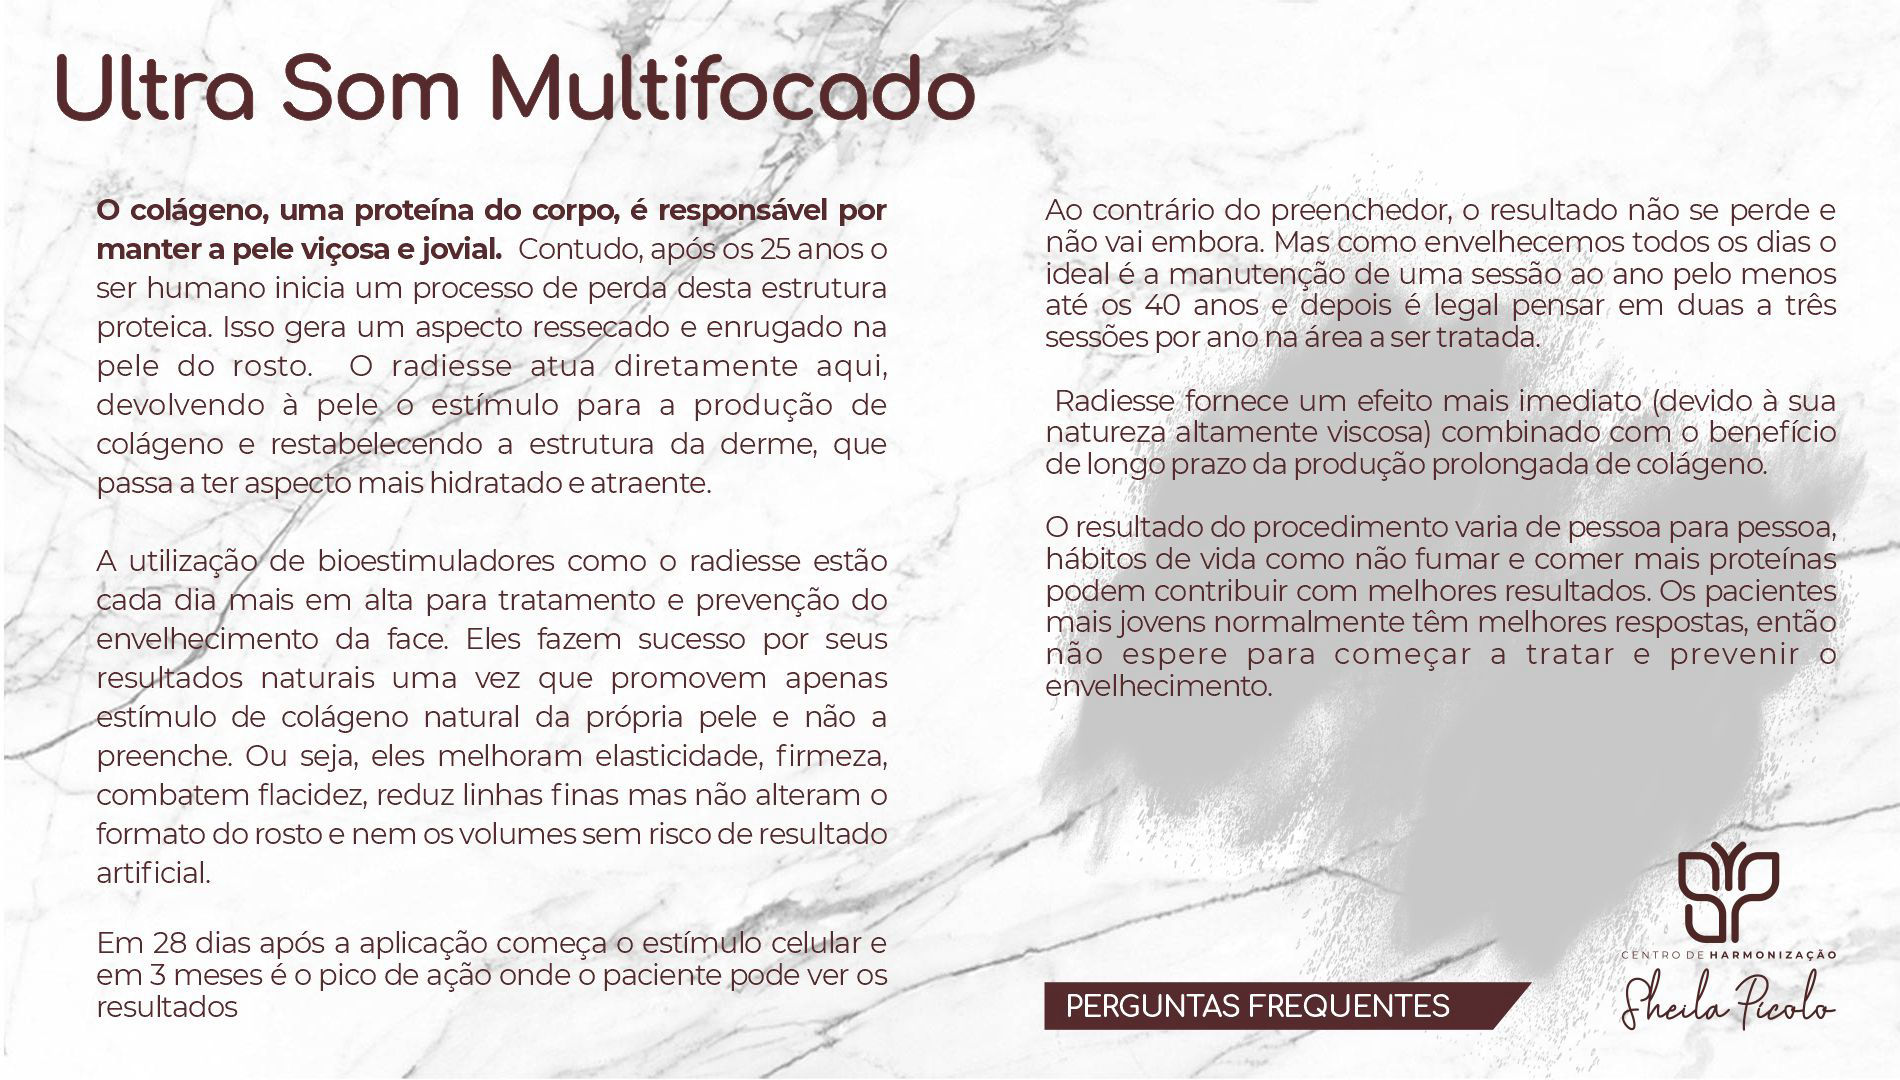 Ultra Som Multifocado
O colágeno, uma proteína do corpo, é responsável por
manter a pele viçosa e jovial. Contudo, após os 25 anos o
ser humano inicia um processo de perda desta estrutura
proteica. Isso gera um aspecto ressecado e enrugado na
pele do rosto. O radiesse atua diretamente aqui,
devolvendo à pele o estímulo para a produção de
colágeno e restabelecendo a estrutura da derme, que
passa a ter aspecto mais hidratado e atraente.
A utilização de bioestimuladores como o radiesse estão
cada dia mais em alta para tratamento e prevenção do
envelhecimento da face. Eles fazem sucesso por seus
resultados naturais uma vez que promovem apenas
estímulo de colágeno natural da própria pele e não a
preenche. Ou seja, eles melhoram elasticidade, firmeza,
combatem flacidez, reduz linhas finas mas não alteram o
formato do rosto e nem os volumes sem risco de resultado
artificial.
Em 28 dias após a aplicação começa o estímulo celular e
em 3 meses é o pico de ação onde o paciente pode ver os
resultados
Ao contrário do preenchedor, o resultado não se perde e
não vai embora. Mas como envelhecemos todos os dias o
ideal é a manutenção de uma sessão ao ano pelo menos
até os 40 anos e depois é legal pensar em duas a três
sessões por ano na área a ser tratada.
Radiesse fornece um efeito mais imediato (devido à sua
natureza altamente viscosa) combinado com o benefício
de longo prazo da produção prolongada de colágeno.
O resultado do procedimento varia de pessoa para pessoa,
hábitos de vida como não fumar e comer mais proteínas
podem contribuir com melhores resultados. Os pacientes
mais jovens normalmente têm melhores respostas, então
não espere para começar a tratar e prevenir o
envelhecimento.
PERGUNTAS FREQUENTES
CENTRO DE HARMONIZAÇÃO
Sheila Picolo